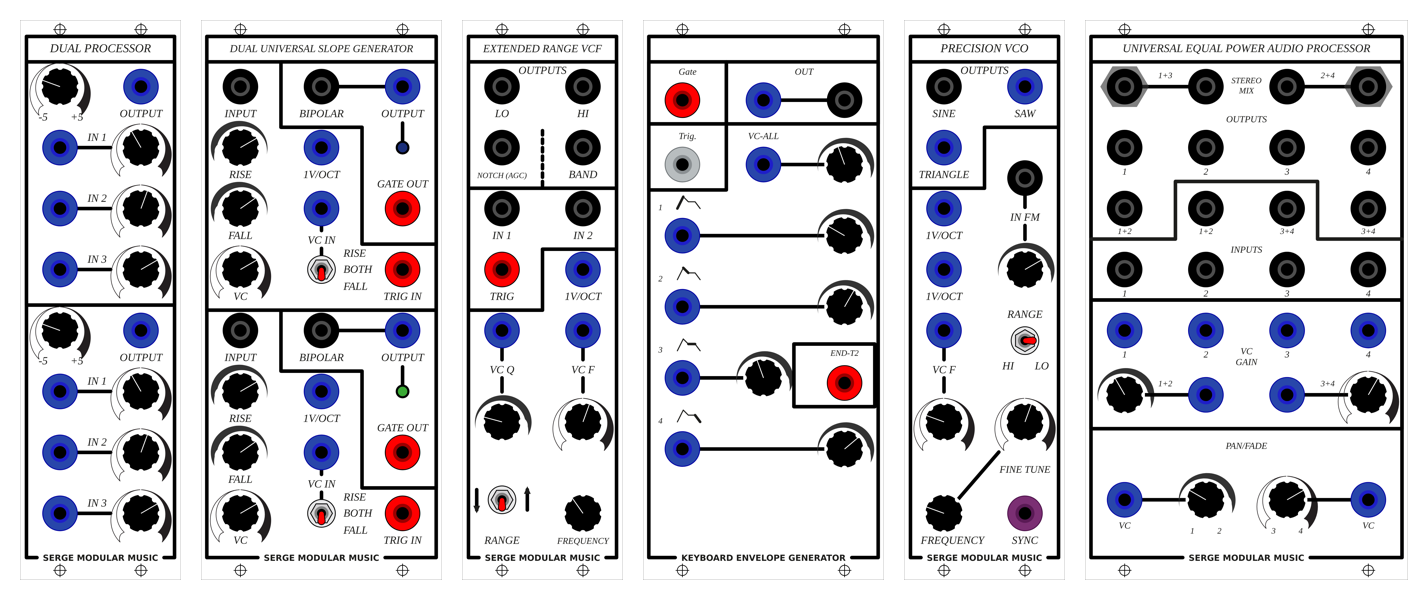 DUAL PROCESSOR
-5 +5 OUTPUT
IN 1
IN 2
IN 3
-5 +5 OUTPUT
IN 1
IN 2
IN 3
SERGE MODULAR MUSIC
DUAL UNIVERSAL SLOPE GENERATOR
INPUT BIPOLAR OUTPUT
RISE 1V/OCT
GATE OUT
FALL VC IN
RISE
BOTH
FALL
VC TRIG IN
INPUT BIPOLAR OUTPUT
RISE 1V/OCT
GATE OUT
FALL VC IN
RISE
BOTH
FALL
VC TRIG IN
SERGE MODULAR MUSIC
EXTENDED RANGE VCF
OUTPUTS
LO HI
NOTCH (AGC) BAND
IN 1 IN 2
TRIG 1V/OCT
VC Q VC F
RANGE FREQUENCY
SERGE MODULAR MUSIC
Gate OUT
Trig. VC-ALL
1
2
3 END-T2
4
KEYBOARD ENVELOPE GENERATOR
PRECISION VCO
OUTPUTS
SINE SAW
TRIANGLE
IN FM
1V/OCT
1V/OCT
RANGE
HI LO
VC F
FINE TUNE
FREQUENCY SYNC
SERGE MODULAR MUSIC
UNIVERSAL EQUAL POWER AUDIO PROCESSOR
1+3 STEREO 2+4
MIX
OUTPUTS
1 2 3 4
1+2 1+2 3+4 3+4
INPUTS
1 2 3 4
1 2 3 4
VC
GAIN
1+2 3+4
PAN/FADE
VC 1 2 3 4 VC
SERGE MODULAR MUSIC